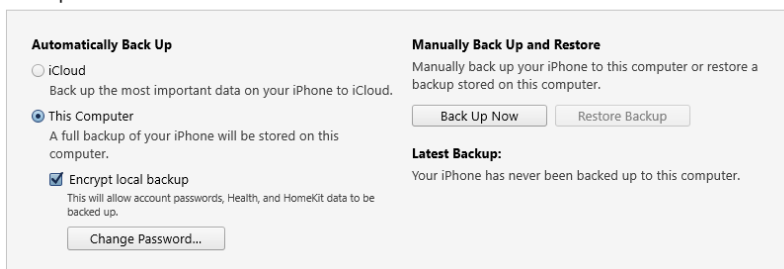 Automatically Back Up
iCloud
Back up the most important data on your iPhone to iCloud.
This Computer
A full backup of your iPhone will be stored on this
computer.
Encrypt local backup
This will allow account passwords, Health, and HomeKit data to be
backed up.
Change Password...
Manually Back Up and Restore
Manually back up your iPhone to this computer or restore a
backup stored on this computer.
Back Up Now
Restore Backup
Latest Backup:
Your iPhone has never been backed up to this computer.